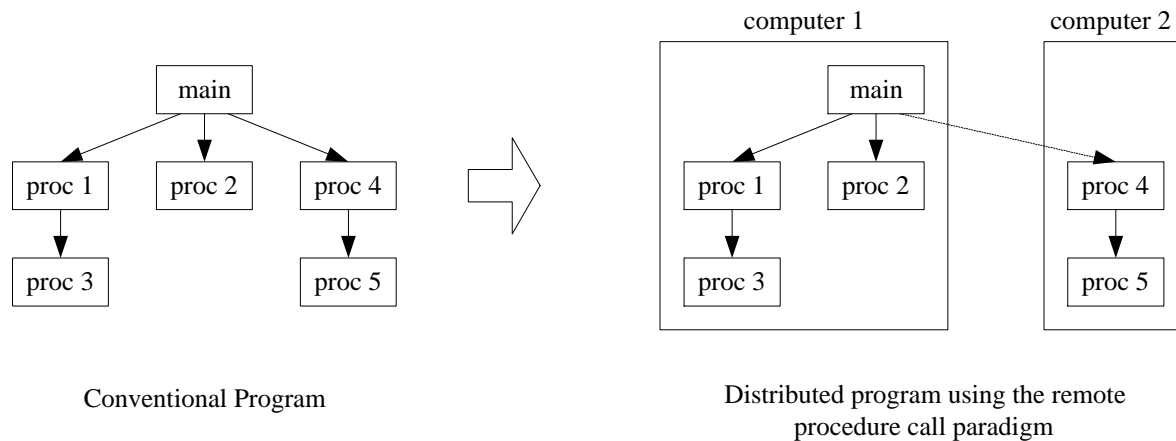 computer 1
computer 2
main
main
proc 1
proc 2
proc 4
proc 1
proc 2
proc 4
proc 3
proc 5
proc 3
proc 5
Conventional Program
Distributed program using the remote
procedure call paradigm